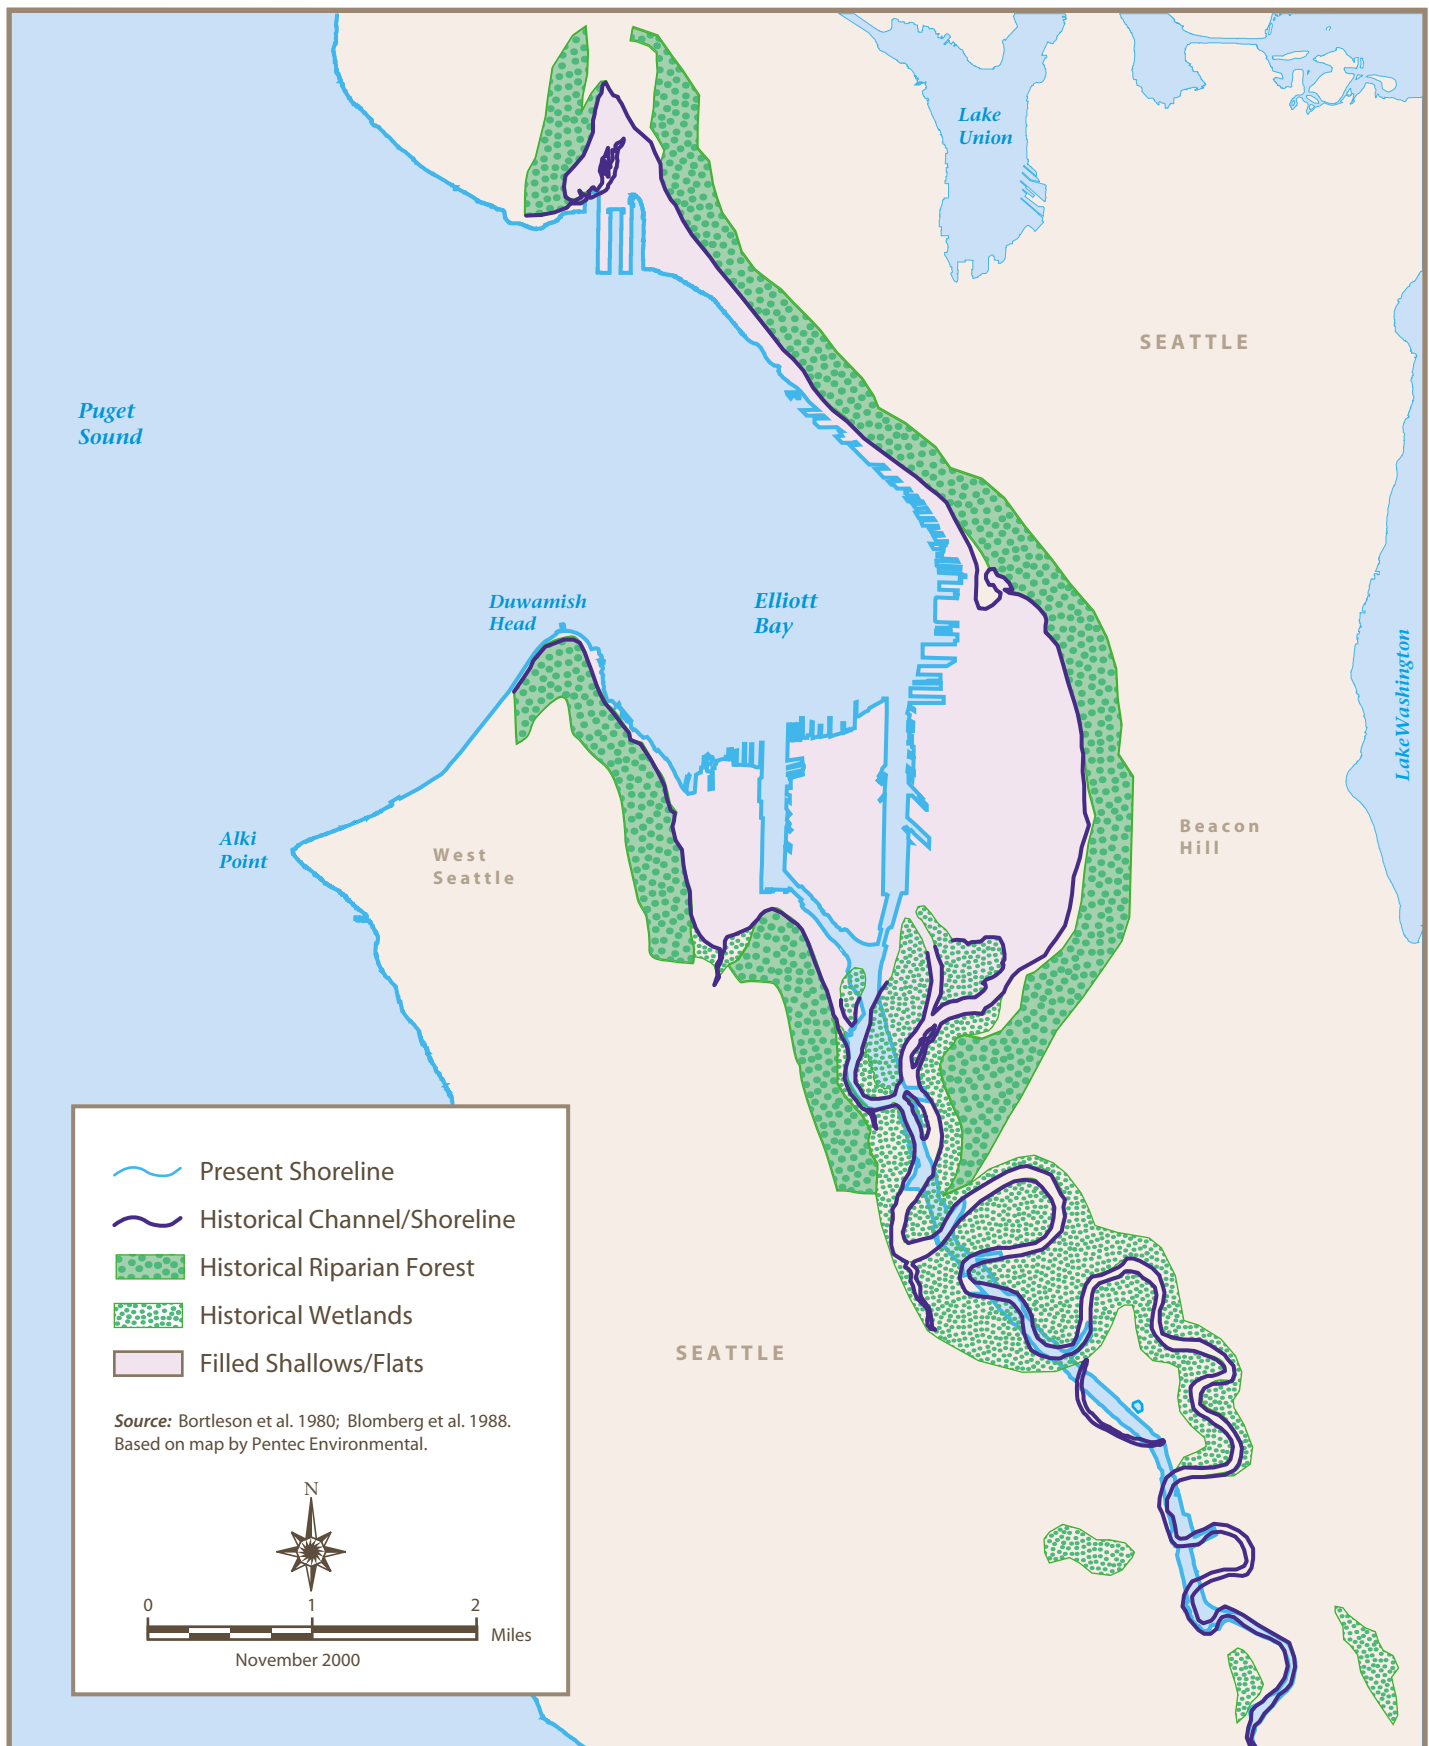 Lake
Union
SEATTLE
Puget
Sound
Duwamish
Head
Elliott
Bay
Lake Washington
Alki
Point
West
Seattle
Beacon
Hill
SEATTLE
Present Shoreline
Historical Channel/Shoreline
Historical Riparian Forest
Historical Wetlands
Filled Shallows/Flats
Source: Bortleson et al. 1980; Blomberg et al. 1988.
Based on map by Pentec Environmental.
N
0 1 2
Miles
November 2000